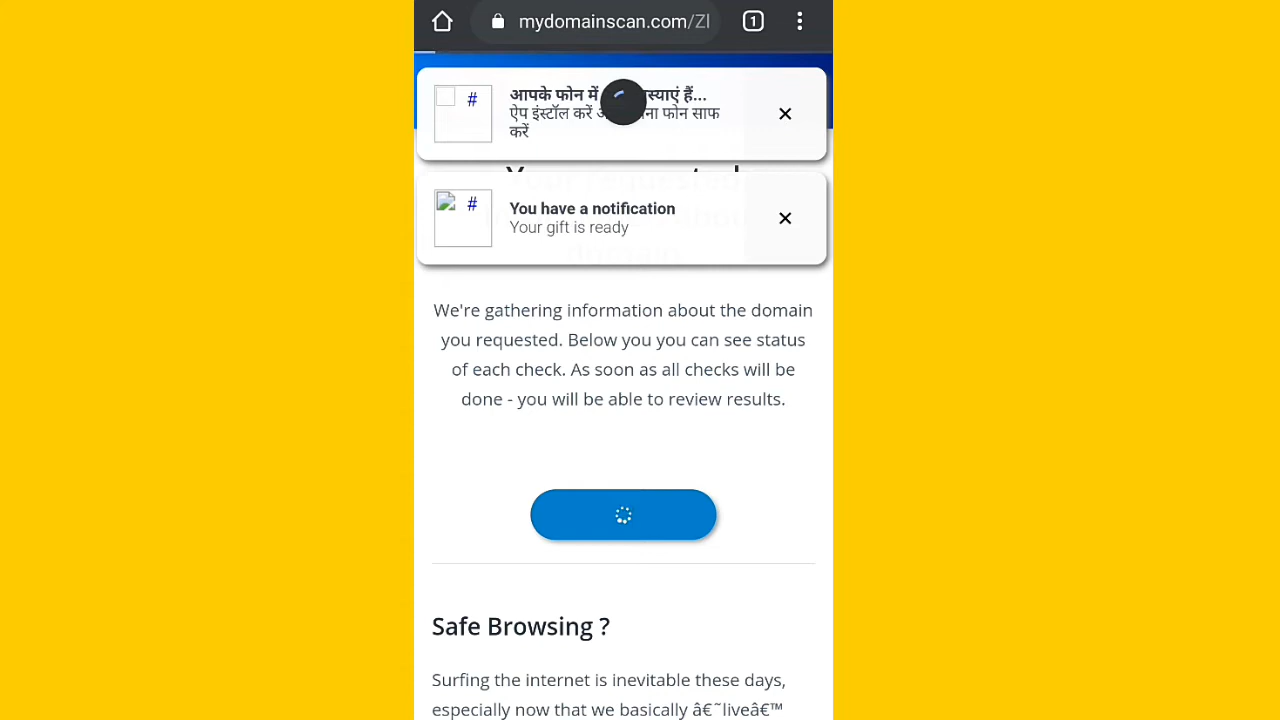 mydomainscan.com/Zl
1
#
आपके फोन में स्याएं हैं...
ऐप इंस्टॉल करें फोन साफ
करें
Your requested
#
You have a notification
Your gift is ready
We're gathering information about the domain
you requested. Below you you can see status
of each check. As soon as all checks will be
done - you will be able to review results.
Safe Browsing ?
Surfing the internet is inevitable these days,
especially now that we basically â€˜liveâ€™